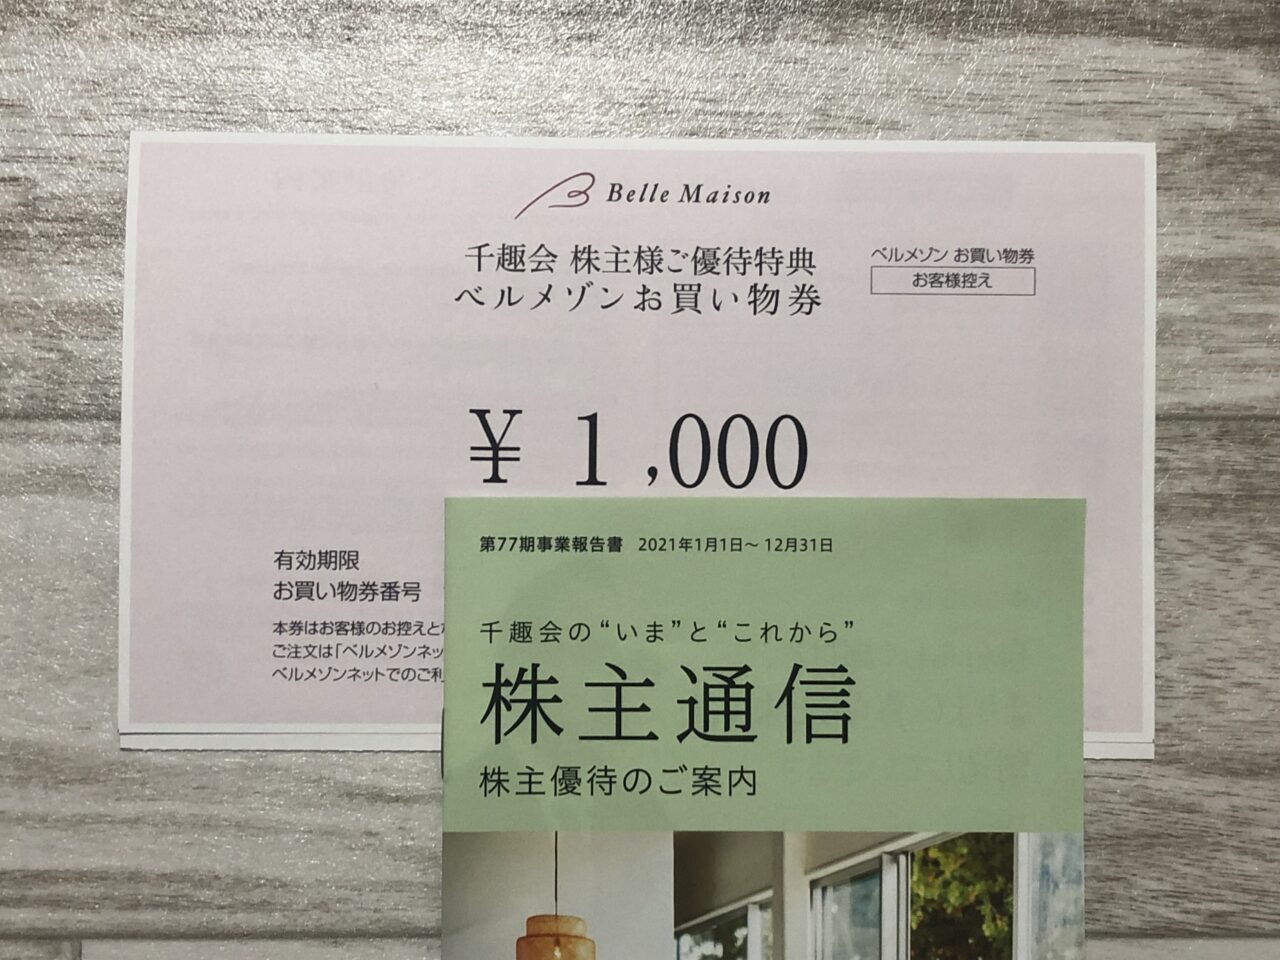 Belle Maison
千趣会 株主様ご優待特典
ベルメゾンお買い物券
ベルメゾン お買い物券
お客様控え
¥ 1,000
有効期限
お買い物券番号
本券はお客様のお控えと
ご注文は「ベルメゾンネッ
ベルメゾンネットでのご利
第77期事業報告書 2021年1月1日～12月31日
千趣会の“いま”と“これから”
株主通信
株主優待のご案内